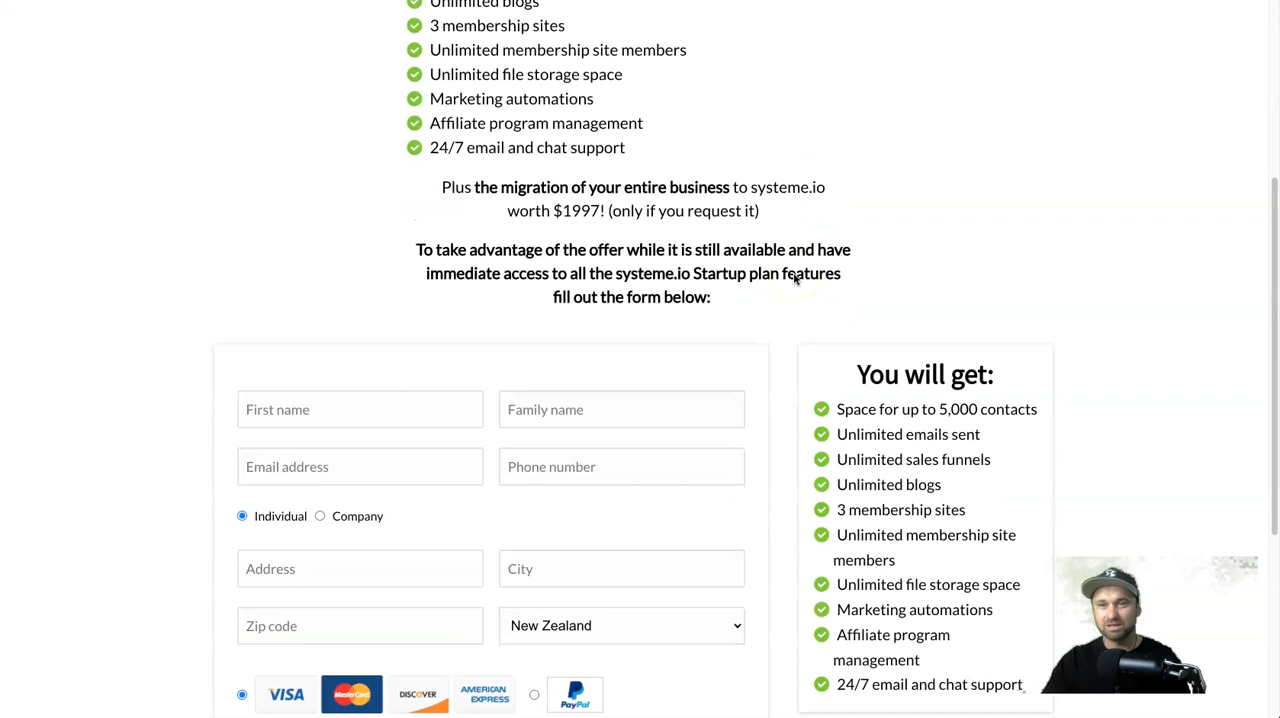 Unlimited blogs
3 membership sites
Unlimited membership site members
Unlimited file storage space
Marketing automations
Affiliate program management
24/7 email and chat support
Plus the migration of your entire business to systeme.io
worth $1997! (only if you request it)
To take advantage of the offer while it is still available and have
immediate access to all the systeme.io Startup plan features
fill out the form below:
First name
Family name
Email address
Phone number
Individual
Company
Address
City
Zip code
New Zealand
VISA
MasterCard
DISCOVER
AMERICAN
EXPRESS
PayPal
You will get:
Space for up to 5,000 contacts
Unlimited emails sent
Unlimited sales funnels
Unlimited blogs
3 membership sites
Unlimited membership site
members
Unlimited file storage space
Marketing automations
Affiliate program
management
24/7 email and chat support